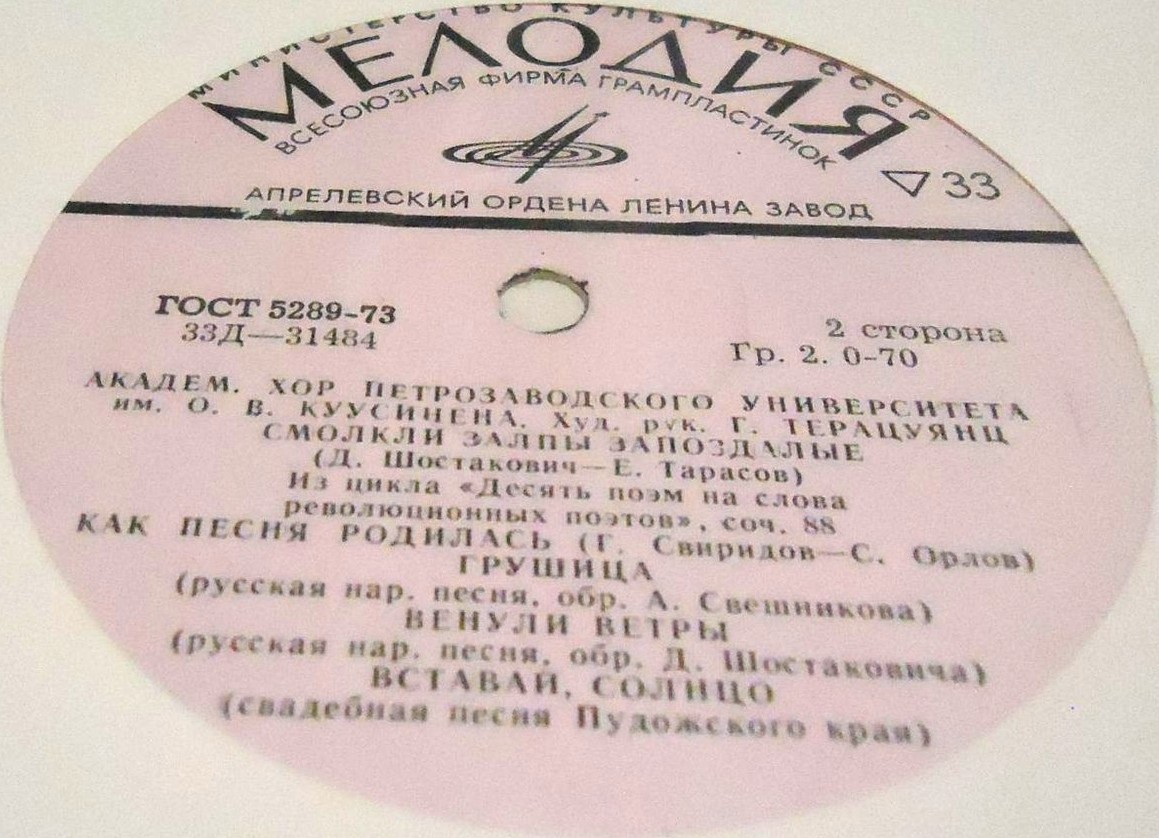 МИНИСТЕРСТВО КУЛЬТУРЫ СССР
МЕЛОДИЯ
ВСЕСОЮЗНАЯ ФИРМА ГРАМПЛАСТИНОК
33
АПРЕЛЕВСКИЙ ОРДЕНА ЛЕНИНА ЗАВОД
ГОСТ 5289-73
33Д—31484
2 сторона
Гр. 2. 0-70
АКАДЕМ. ХОР ПЕТРОЗАВОДСКОГО УНИВЕРСИТЕТА
им. О. В. КУУСИНЕНА. Худ. рук. Г. ТЕРАЦУЯНЦ
СМОЛКЛИ ЗАЛПЫ ЗАПОЗДАЛЫЕ
(Д. Шостакович—Е. Тарасов)
Из цикла «Десять поэм на слова
революционных поэтов», соч. 88
КАК ПЕСНЯ РОДИЛАСЬ (Г. Свиридов—С. Орлов)
ГРУШИЦА
(русская нар. песня, обр. А. Свешникова)
ВЕНУЛИ ВЕТРЫ
(русская нар. песня, обр. Д. Шостаковича)
ВСТАВАЙ, СОЛНЦО
(свадебная песня Пудожского края)